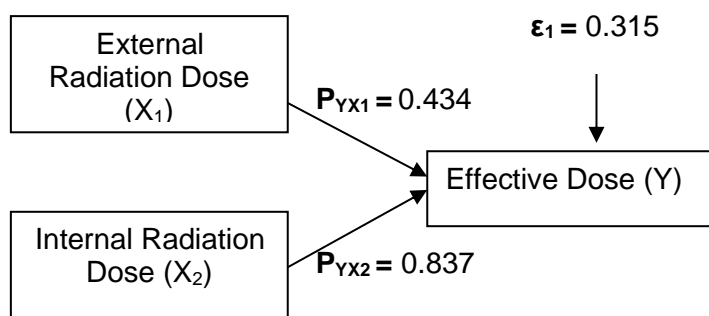 External
Radiation Dose
(X₁)
ε₁ = 0.315
P_YX1 = 0.434
Effective Dose (Y)
Internal Radiation
Dose (X₂)
P_YX2 = 0.837